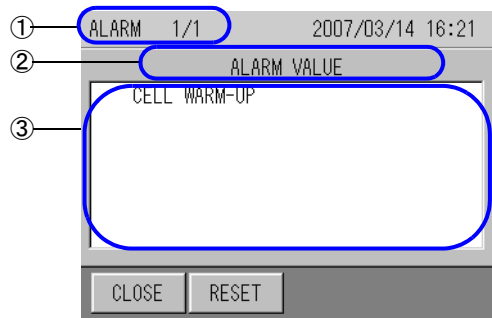 ① ALARM 1/1 2007/03/14 16:21
② ALARM VALUE
CELL WARM-UP
③
CLOSE RESET